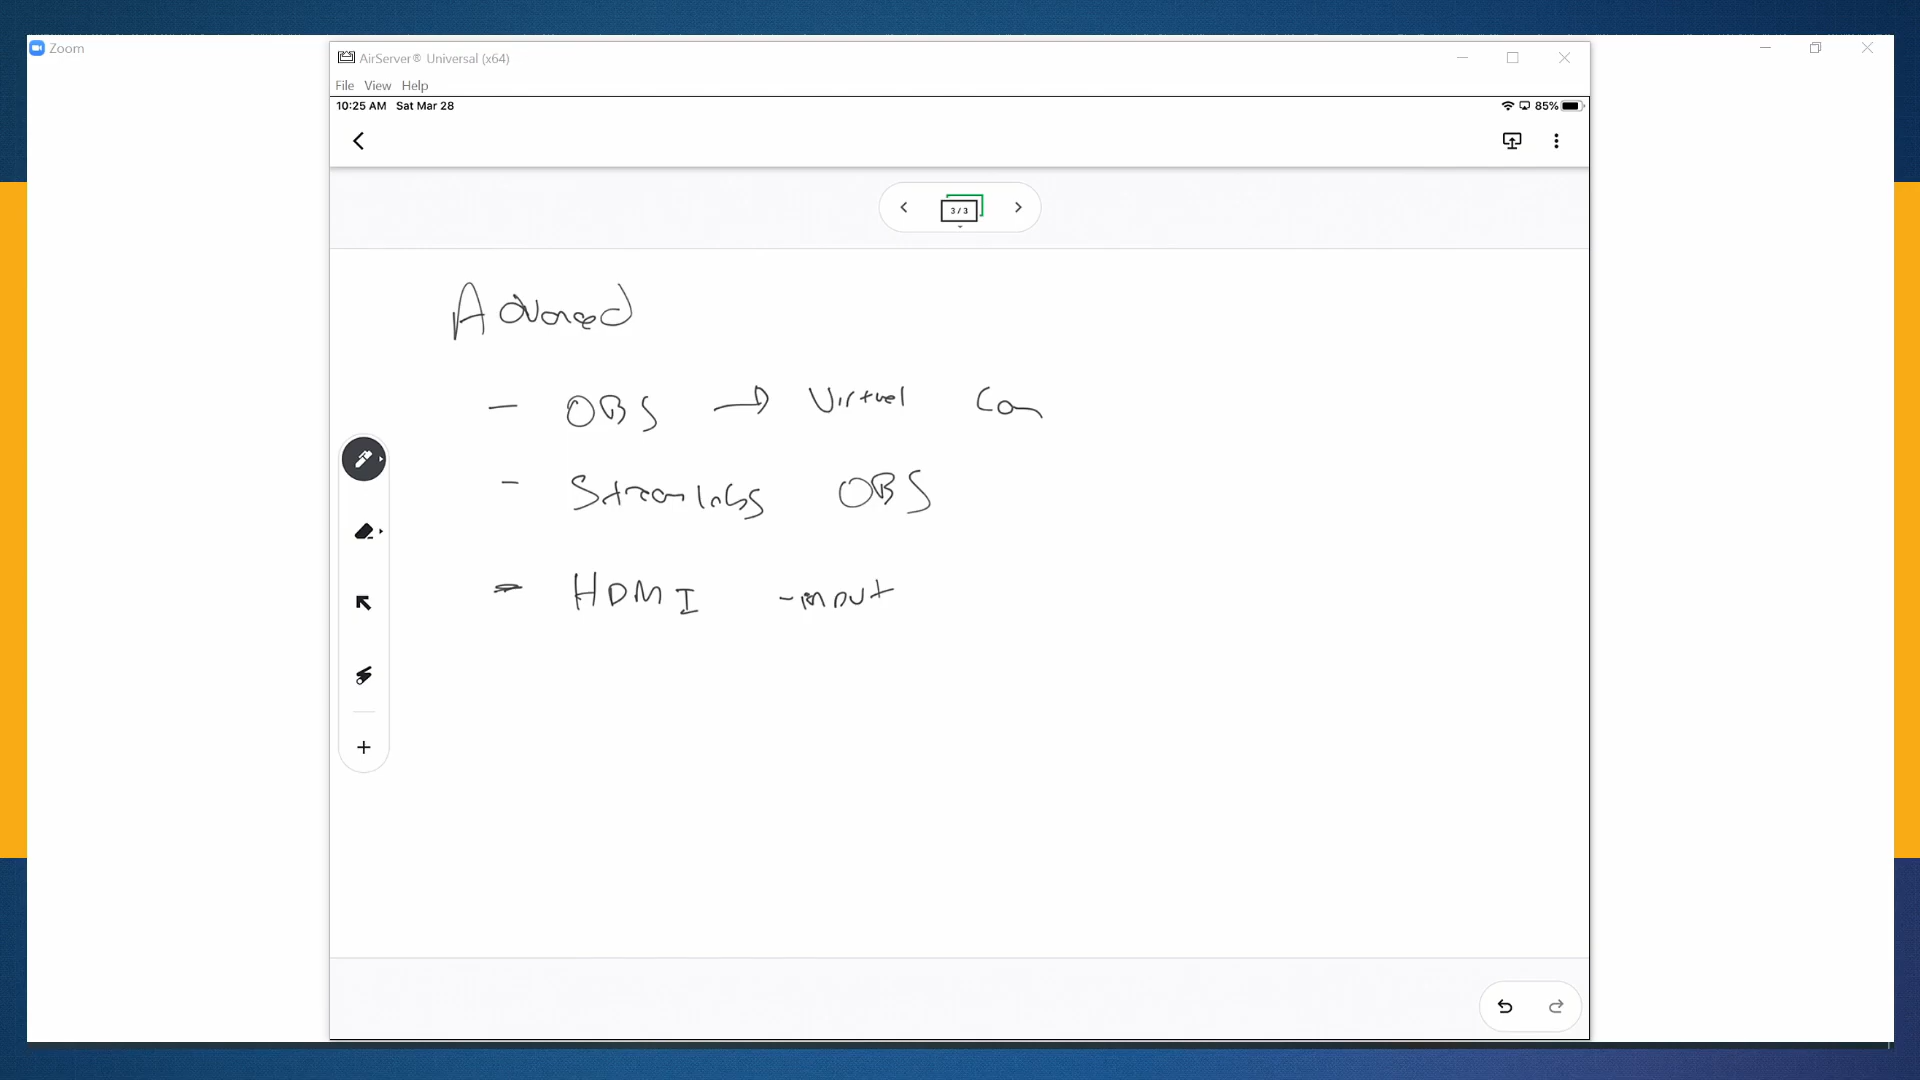 Zoom
AirServer® Universal (x64)
File View Help
10:25 AM Sat Mar 28 85%
3 / 3
Advanced
- OBS → Virtual Cam
- Streamlabs OBS
- HDMI - input